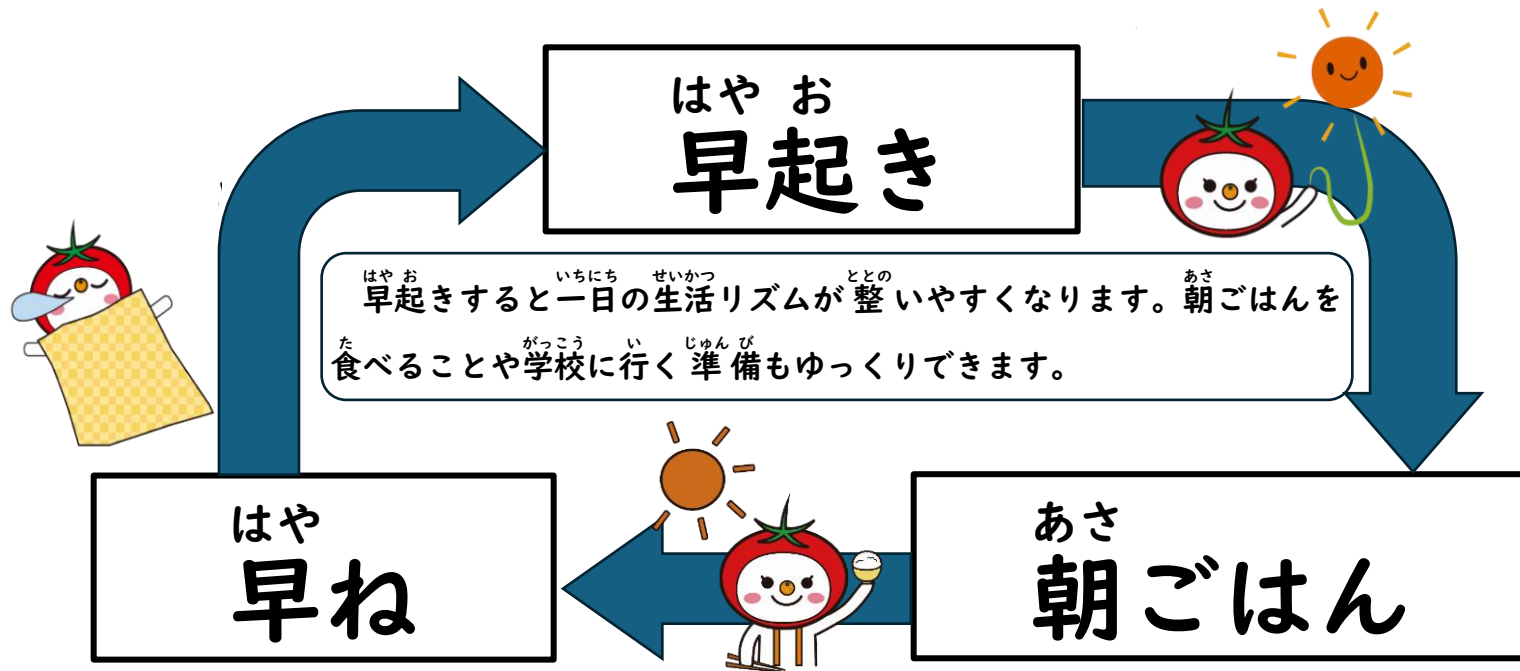 はや お
早起き
はや お いちにち せいかつ ととの あさ
早起きすると一日の生活リズムが整いやすくなります。朝ごはんを
た がっこう い じゅん び
食べることや学校に行く準備もゆっくりできます。
はや
早ね
あさ
朝ごはん